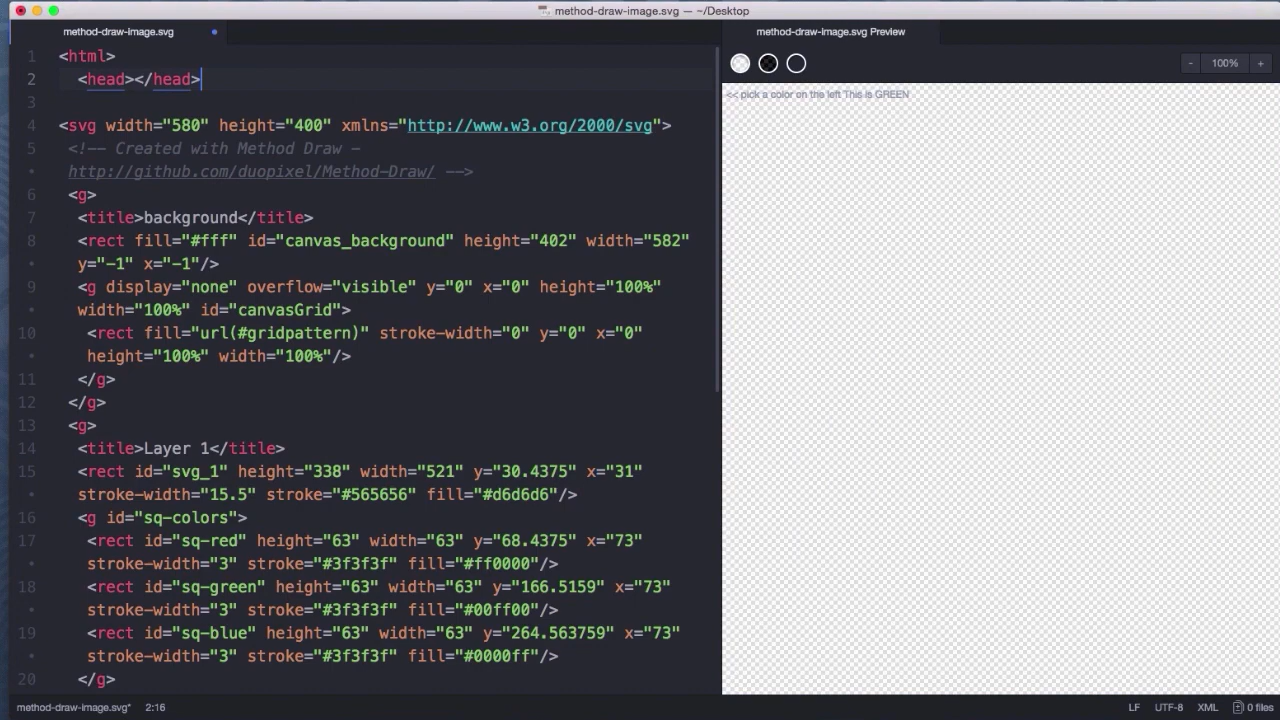 method-draw-image.svg — ~/Desktop
method-draw-image.svg
method-draw-image.svg Preview
- 100% +
<< pick a color on the left This is GREEN
1 <html>
2 <head></head>
3
4 <svg width="580" height="400" xmlns="http://www.w3.org/2000/svg">
5 <!-- Created with Method Draw -
• http://github.com/duopixel/Method-Draw/ -->
6 <g>
7 <title>background</title>
8 <rect fill="#fff" id="canvas_background" height="402" width="582"
• y="-1" x="-1"/>
9 <g display="none" overflow="visible" y="0" x="0" height="100%"
• width="100%" id="canvasGrid">
10 <rect fill="url(#gridpattern)" stroke-width="0" y="0" x="0"
• height="100%" width="100%"/>
11 </g>
12 </g>
13 <g>
14 <title>Layer 1</title>
15 <rect id="svg_1" height="338" width="521" y="30.4375" x="31"
• stroke-width="15.5" stroke="#565656" fill="#d6d6d6"/>
16 <g id="sq-colors">
17 <rect id="sq-red" height="63" width="63" y="68.4375" x="73"
• stroke-width="3" stroke="#3f3f3f" fill="#ff0000"/>
18 <rect id="sq-green" height="63" width="63" y="166.5159" x="73"
• stroke-width="3" stroke="#3f3f3f" fill="#00ff00"/>
19 <rect id="sq-blue" height="63" width="63" y="264.563759" x="73"
• stroke-width="3" stroke="#3f3f3f" fill="#0000ff"/>
20 </g>
method-draw-image.svg* 2:16
LF UTF-8 XML 0 files